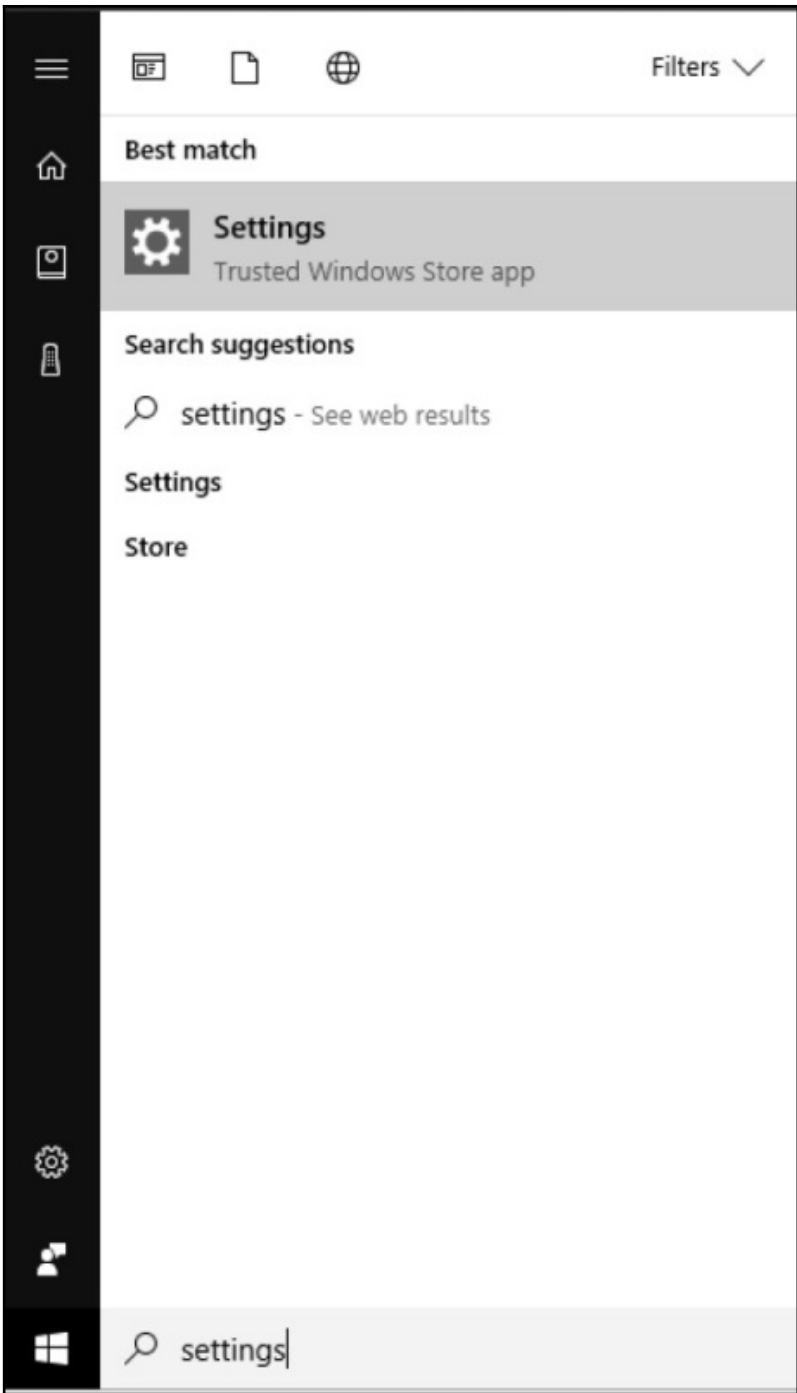 Filters
Best match
Settings
Trusted Windows Store app
Search suggestions
settings - See web results
Settings
Store
settings